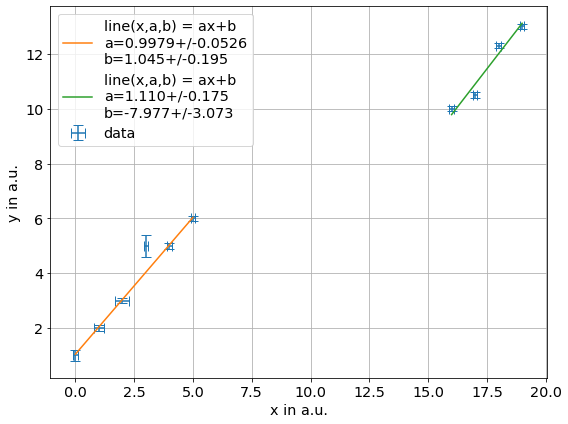 line(x,a,b) = ax+b
a=0.9979+/-0.0526
b=1.045+/-0.195
line(x,a,b) = ax+b
a=1.110+/-0.175
b=-7.977+/-3.073
data
y in a.u.
12
10
8
6
4
2
0.0 2.5 5.0 7.5 10.0 12.5 15.0 17.5 20.0
x in a.u.